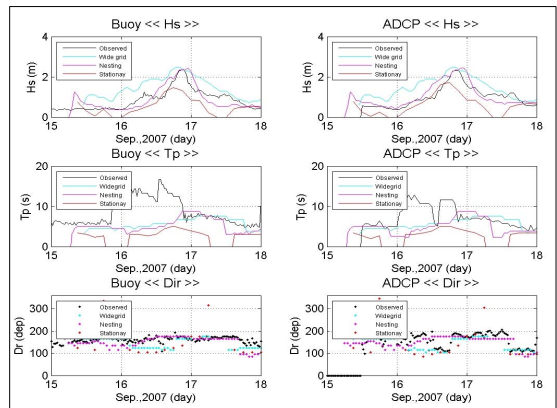 Buoy << Hs >>
Hs (m)
4
2
0
Observed
Wide grid
Nesting
Stationay
15 16 17 18
Sep.,2007 (day)
ADCP << Hs >>
Hs (m)
4
2
0
Observed
Wide grid
Nesting
Stationay
15 16 17 18
Sep.,2007 (day)
Buoy << Tp >>
Tp (s)
20
10
0
Observed
Widegrid
Nesting
Stationay
15 16 17 18
Sep.,2007 (day)
ADCP << Tp >>
Tp (s)
20
10
0
Observed
Widegrid
Nesting
Stationay
15 16 17 18
Sep.,2007 (day)
Buoy << Dir >>
Dr (dep)
300
200
100
0
Observed
Widegrid
Nesting
Stationay
15 16 17 18
Sep.,2007 (day)
ADCP << Dir >>
Dr (dep)
300
200
100
0
Observed
Widegrid
Nesting
Stationay
15 16 17 18
Sep.,2007 (day)